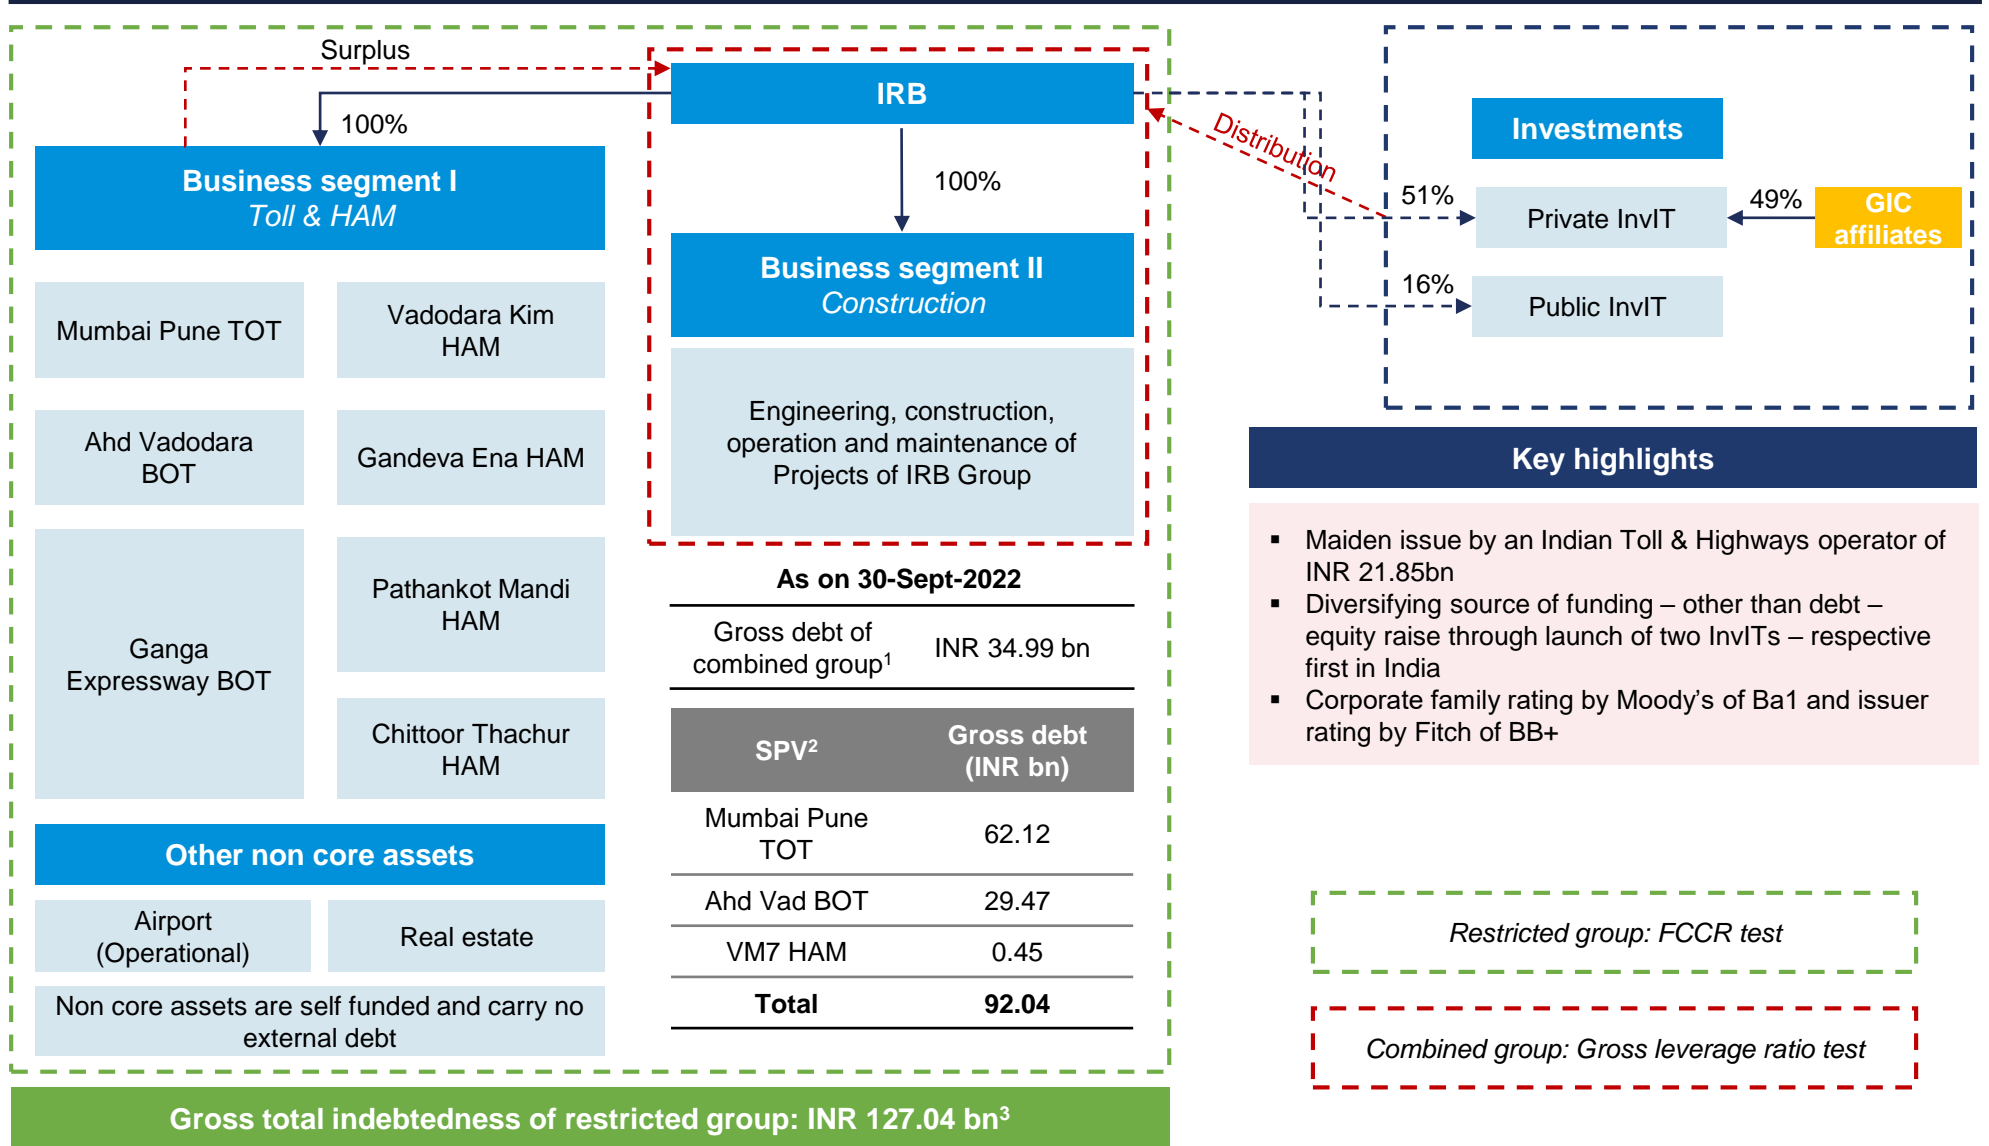 Surplus
IRB
100%
Business segment I
Toll & HAM
100%
Business segment II
Construction
Mumbai Pune TOT
Vadodara Kim
HAM
Ahd Vadodara
BOT
Gandeva Ena HAM
Ganga
Expressway BOT
Pathankot Mandi
HAM
Chittoor Thachur
HAM
Engineering, construction,
operation and maintenance of
Projects of IRB Group
Other non core assets
Airport
(Operational)
Real estate
Non core assets are self funded and carry no
external debt
As on 30-Sept-2022
Gross debt of
combined group¹
INR 34.99 bn
SPV²
Gross debt
(INR bn)
Mumbai Pune
TOT
62.12
Ahd Vad BOT
29.47
VM7 HAM
0.45
Total
92.04
Gross total indebtedness of restricted group: INR 127.04 bn³
Distribution
Investments
51%
Private InvIT
49%
GIC
affiliates
16%
Public InvIT
Key highlights
▪ Maiden issue by an Indian Toll & Highways operator of
INR 21.85bn
▪ Diversifying source of funding – other than debt –
equity raise through launch of two InvITs – respective
first in India
▪ Corporate family rating by Moody’s of Ba1 and issuer
rating by Fitch of BB+
Restricted group: FCCR test
Combined group: Gross leverage ratio test